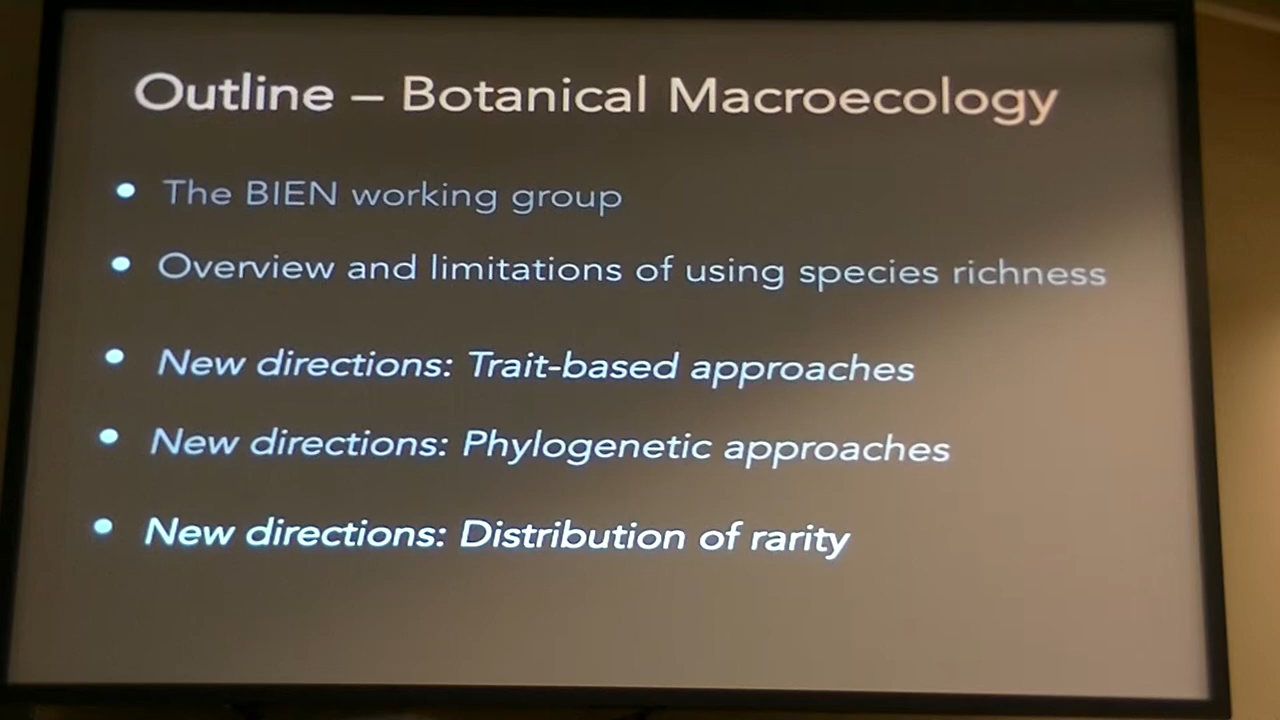 Outline – Botanical Macroecology
• The BIEN working group
• Overview and limitations of using species richness
• New directions: Trait-based approaches
• New directions: Phylogenetic approaches
• New directions: Distribution of rarity